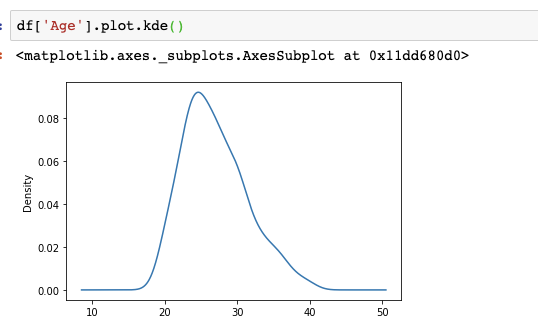 df['Age'].plot.kde()
<matplotlib.axes._subplots.AxesSubplot at 0x11dd680d0>
0.08
0.06
0.04
0.02
0.00
Density
10 20 30 40 50